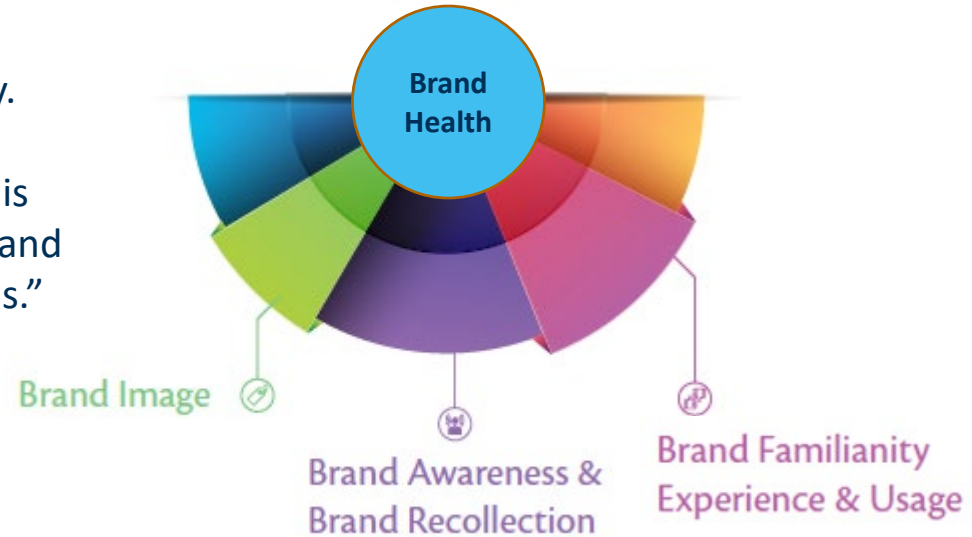 y.
is
and
s.”
Brand
Health
Brand Image
Brand Awareness &
Brand Recollection
Brand Familianity
Experience & Usage